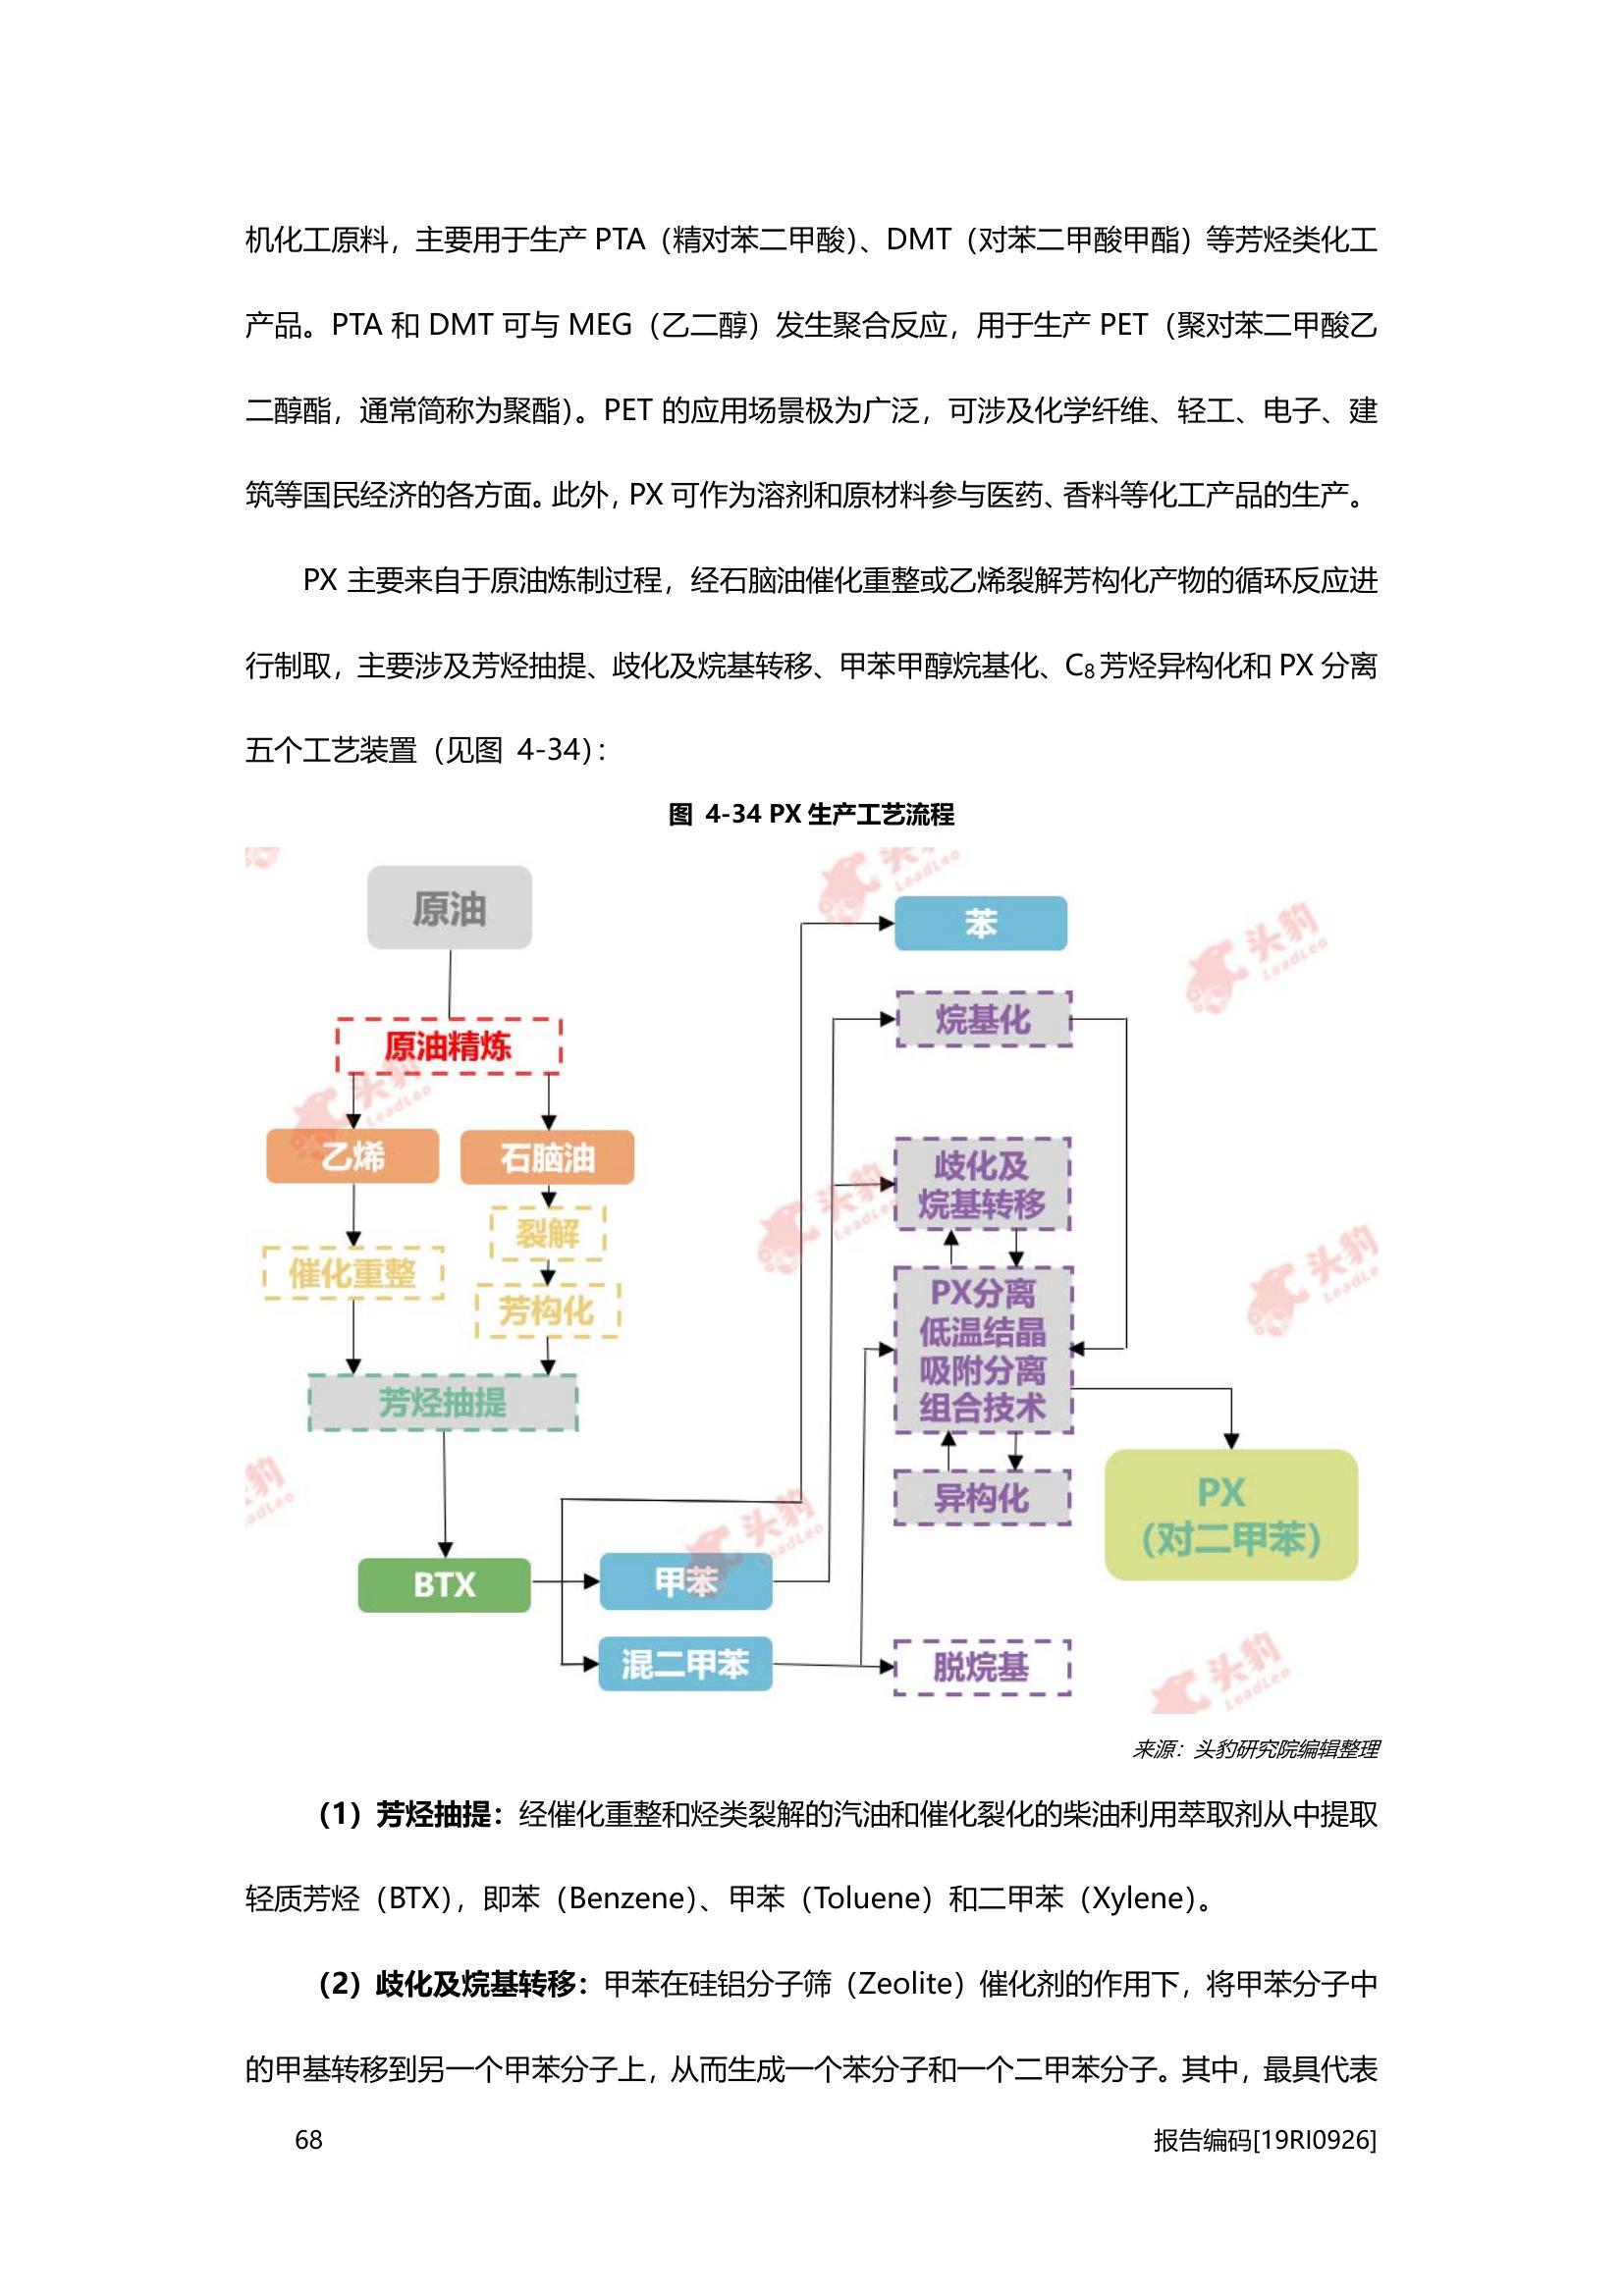 机化工原料，主要用于生产 PTA（精对苯二甲酸）、DMT（对苯二甲酸甲酯）等芳烃类化工
产品。PTA 和 DMT 可与 MEG（乙二醇）发生聚合反应，用于生产 PET（聚对苯二甲酸乙
二醇酯，通常简称为聚酯）。PET 的应用场景极为广泛，可涉及化学纤维、轻工、电子、建
筑等国民经济的各方面。此外，PX 可作为溶剂和原材料参与医药、香料等化工产品的生产。
PX 主要来自于原油炼制过程，经石脑油催化重整或乙烯裂解芳构化产物的循环反应进
行制取，主要涉及芳烃抽提、歧化及烷基转移、甲苯甲醇烷基化、C₈芳烃异构化和 PX 分离
五个工艺装置（见图 4-34）：
图 4-34 PX 生产工艺流程
原油
原油精炼
乙烯
石脑油
裂解
催化重整
芳构化
芳烃抽提
BTX
甲苯
混二甲苯
苯
烷基化
歧化及
烷基转移
PX分离
低温结晶
吸附分离
组合技术
异构化
脱烷基
PX
（对二甲苯）
头豹
LeadLeo
头豹
LeadLeo
头豹
LeadLeo
头豹
LeadLeo
头豹
LeadLe
头豹
LeadLeo
豹
adLeo
头豹
LeadLeo
来源：头豹研究院编辑整理
（1）芳烃抽提：经催化重整和烃类裂解的汽油和催化裂化的柴油利用萃取剂从中提取
轻质芳烃（BTX），即苯（Benzene）、甲苯（Toluene）和二甲苯（Xylene）。
（2）歧化及烷基转移：甲苯在硅铝分子筛（Zeolite）催化剂的作用下，将甲苯分子中
的甲基转移到另一个甲苯分子上，从而生成一个苯分子和一个二甲苯分子。其中，最具代表
68
报告编码[19RI0926]